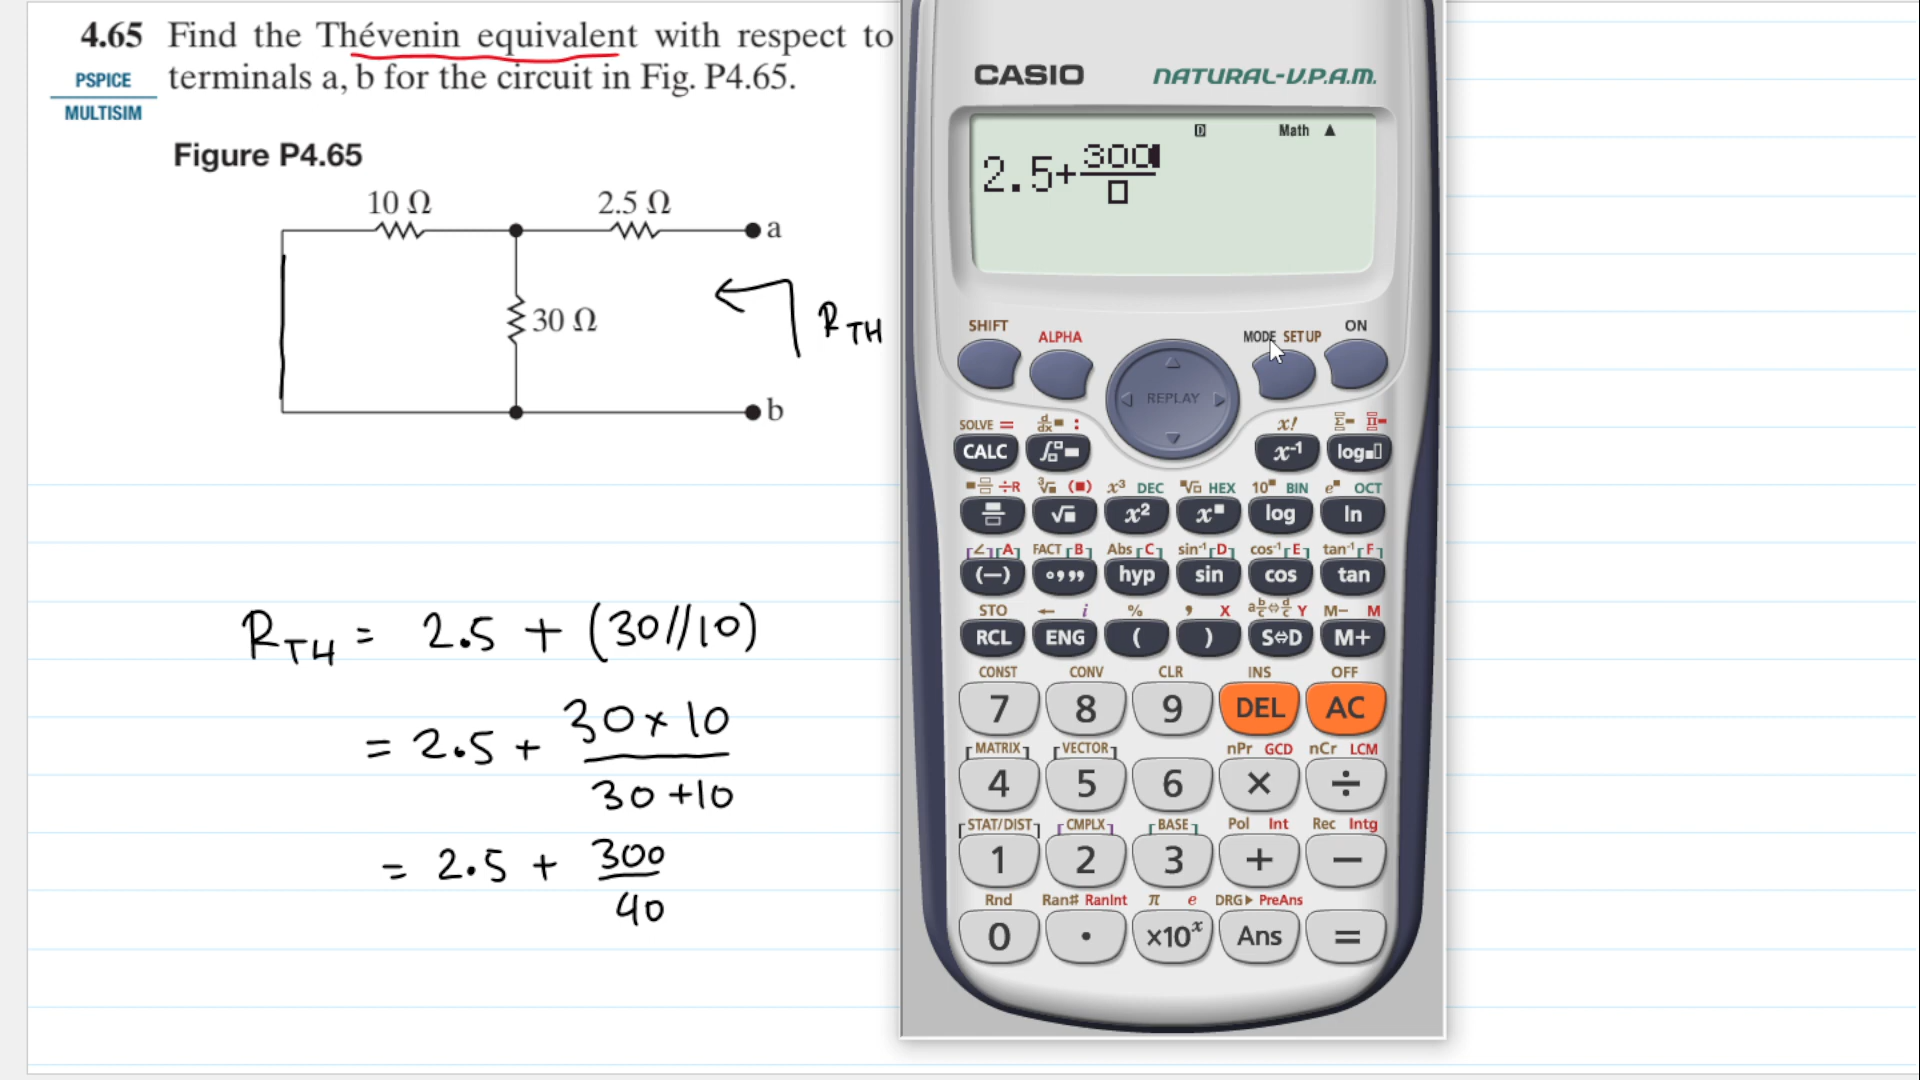 4.65 Find the Thévenin equivalent with respect to
PSPICE terminals a, b for the circuit in Fig. P4.65.
MULTISIM
Figure P4.65
10 Ω 2.5 Ω
a
30 Ω
R TH
b
R TH = 2.5 + (30//10)
= 2.5 + 30 x 10
30 +10
= 2.5 + 300
40
CASIO NATURAL-V.P.A.M.
D Math ▲
2.5+300
SHIFT ALPHA MODE SETUP ON
REPLAY
SOLVE = d/dx : x! Σ Π
CALC ∫ x⁻¹ log
÷R ³√ (■) x³ DEC √ HEX 10 BIN e OCT
√ x² x■ log ln
∠ A FACT B Abs C sin⁻¹ D cos⁻¹ E tan⁻¹ F
(−) °,,, hyp sin cos tan
STO ← i % , X a b/c⇔d/c Y M− M
RCL ENG ( ) S⇔D M+
CONST CONV CLR INS OFF
7 8 9 DEL AC
MATRIX VECTOR nPr GCD nCr LCM
4 5 6 × ÷
STAT/DIST CMPLX BASE Pol Int Rec Intg
1 2 3 + −
Rnd Ran# RanInt π e DRG▶ PreAns
0 . ×10ˣ Ans =